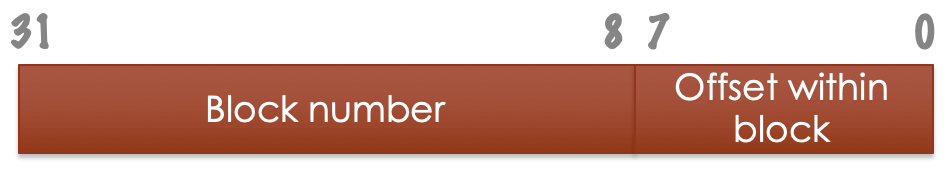 31 8 7 0
Block number
Offset within
block